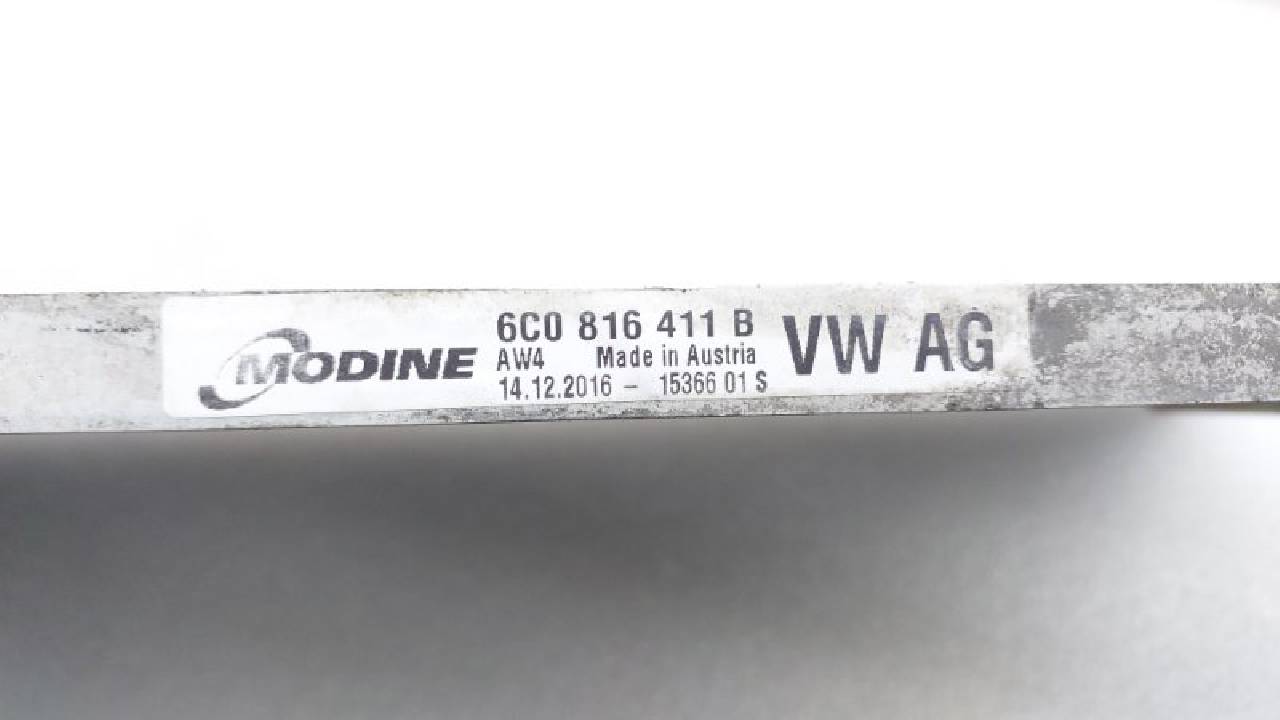 MODINE
6C0 816 411 B
AW4 Made in Austria
14.12.2016 - 15366 01 S
VW AG